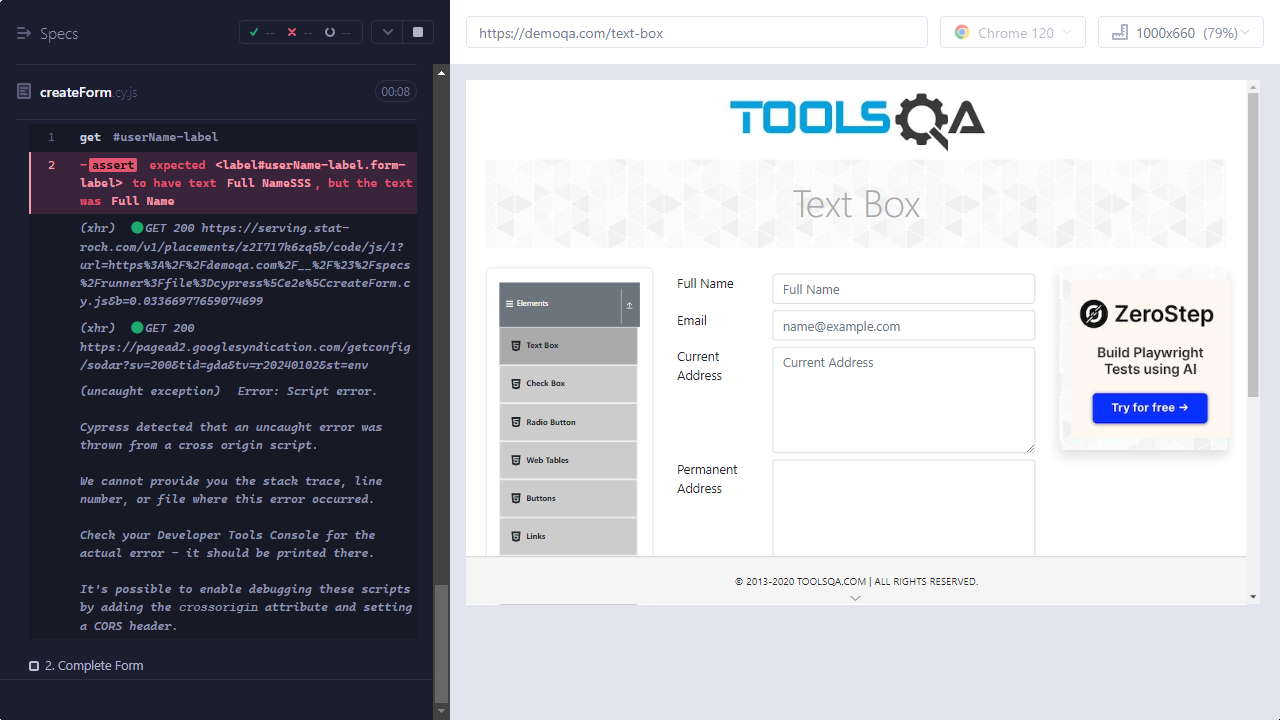 Specs
-- -- --
createForm.cy.js
00:08
1 get #userName-label
2 -assert expected <label#userName-label.form-
label> to have text Full NameSSS, but the text
was Full Name
(xhr) GET 200 https://serving.stat-
rock.com/v1/placements/z2I717k6zq5b/code/js/1?
url=https%3A%2F%2Fdemoqa.com%2F__%2F%23%2Fspecs
%2Frunner%3Ffile%3Dcypress%5Ce2e%5CcreateForm.c
y.js&b=0.03366977659074699
(xhr) GET 200
https://pagead2.googlesyndication.com/getconfig
/sodar?sv=200&tid=gda&tv=r20240102&st=env
(uncaught exception) Error: Script error.
Cypress detected that an uncaught error was
thrown from a cross origin script.
We cannot provide you the stack trace, line
number, or file where this error occurred.
Check your Developer Tools Console for the
actual error - it should be printed there.
It's possible to enable debugging these scripts
by adding the crossorigin attribute and setting
a CORS header.
2. Complete Form
https://demoqa.com/text-box
Chrome 120
1000x660 (79%)
TOOLSQA
Text Box
Elements
Text Box
Check Box
Radio Button
Web Tables
Buttons
Links
Full Name
Full Name
Email
name@example.com
Current
Address
Current Address
Permanent
Address
ZeroStep
Build Playwright
Tests using AI
Try for free →
© 2013-2020 TOOLSQA.COM | ALL RIGHTS RESERVED.